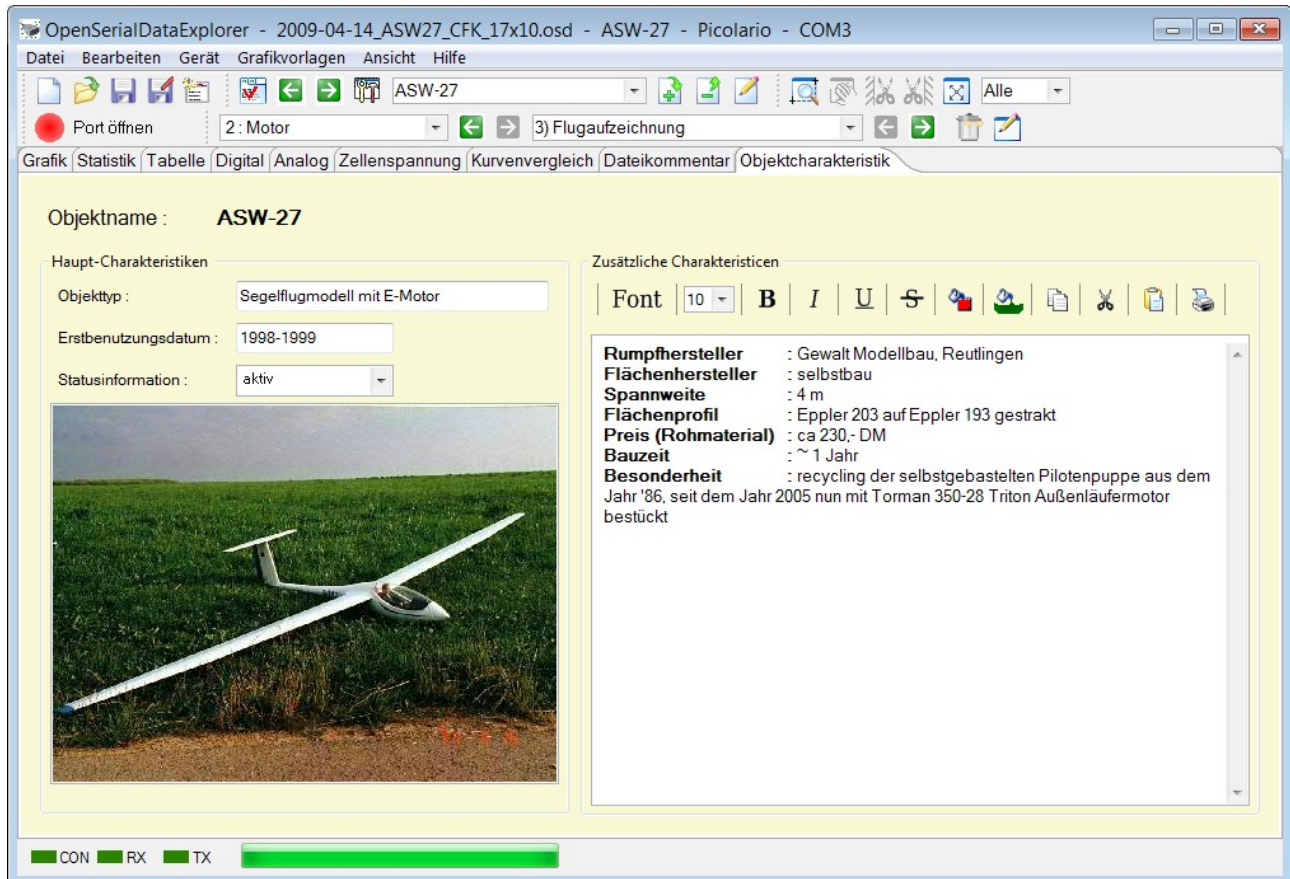 OpenSerialDataExplorer - 2009-04-14_ASW27_CFK_17x10.osd - ASW-27 - Picolario - COM3
Datei Bearbeiten Gerät Grafikvorlagen Ansicht Hilfe
ASW-27 Alle
Port öffnen 2 : Motor 3) Flugaufzeichnung
Grafik Statistik Tabelle Digital Analog Zellenspannung Kurvenvergleich Dateikommentar Objektcharakteristik
Objektname : ASW-27
Haupt-Charakteristiken
Objekttyp : Segelflugmodell mit E-Motor
Erstbenutzungsdatum : 1998-1999
Statusinformation : aktiv
Zusätzliche Charakteristicen
Font 10 B I U S
Rumpfhersteller : Gewalt Modellbau, Reutlingen
Flächenhersteller : selbstbau
Spannweite : 4 m
Flächenprofil : Eppler 203 auf Eppler 193 gestrakt
Preis (Rohmaterial) : ca 230,- DM
Bauzeit : ~ 1 Jahr
Besonderheit : recycling der selbstgebastelten Pilotenpuppe aus dem
Jahr '86, seit dem Jahr 2005 nun mit Torman 350-28 Triton Außenläufermotor
bestückt
CON RX TX